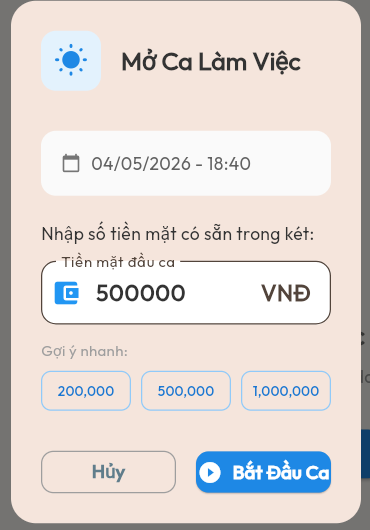 Mở Ca Làm Việc
04/05/2026 - 18:40
Nhập số tiền mặt có sẵn trong két:
Tiền mặt đầu ca
500000 VNĐ
Gợi ý nhanh:
200,000 500,000 1,000,000
Hủy Bắt Đầu Ca